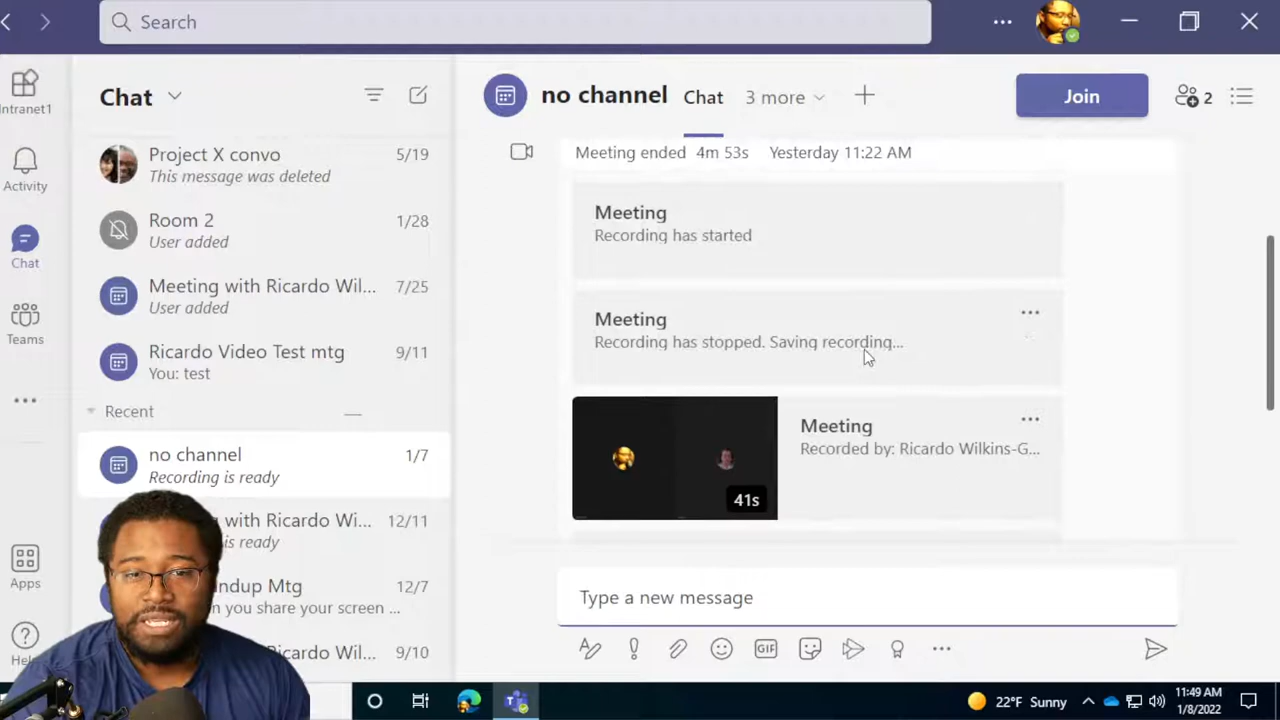 Search
Intranet1
Activity
Chat
Teams
Apps
Help
Chat
Project X convo 5/19
This message was deleted
Room 2 1/28
User added
Meeting with Ricardo Wil... 7/25
User added
Ricardo Video Test mtg 9/11
You: test
Recent
no channel 1/7
Recording is ready
with Ricardo Wi... 12/11
is ready
Mtg 12/7
you share your screen ...
Ricardo Wil... 9/10
no channel Chat 3 more Join 2
Meeting ended 4m 53s Yesterday 11:22 AM
Meeting
Recording has started
Meeting
Recording has stopped. Saving recording...
Meeting
Recorded by: Ricardo Wilkins-G...
41s
Type a new message
GIF
22°F Sunny
11:49 AM
1/8/2022